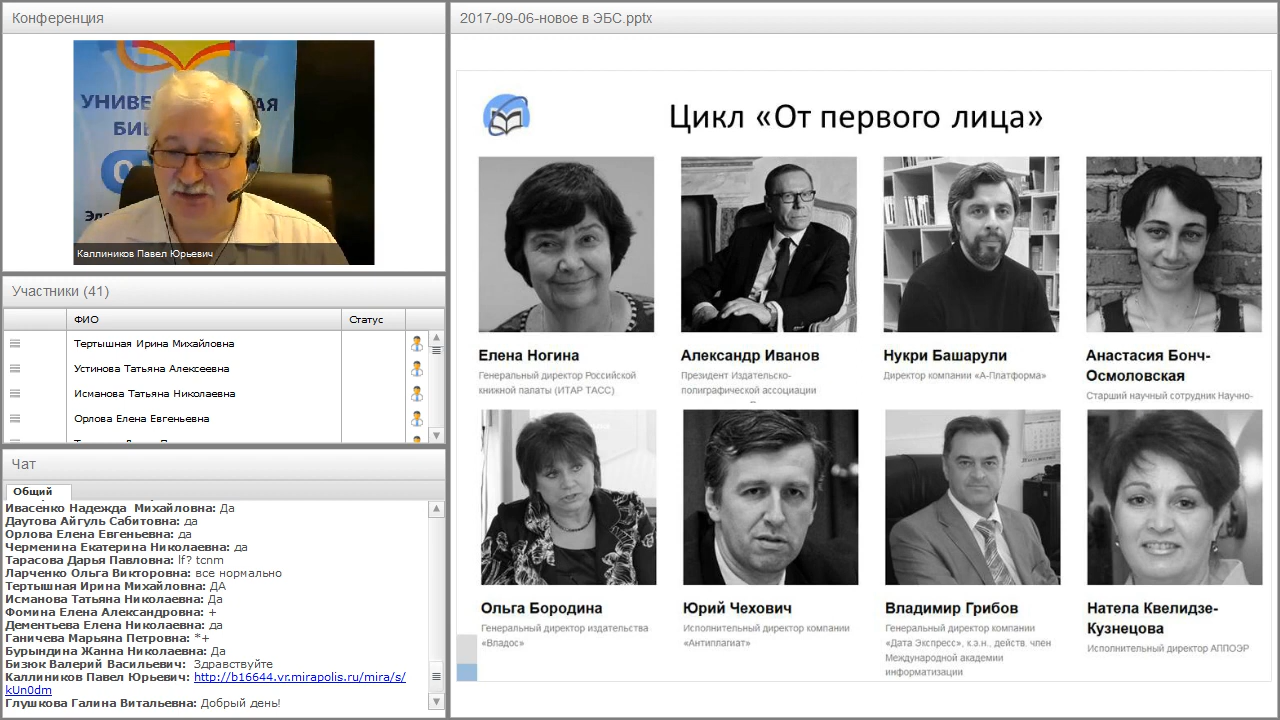 Конференция
УНИВЕ
АЯ
БИБ
Эле
Каллиников Павел Юрьевич
Участники (41)
ФИО
Статус
Тертышная Ирина Михайловна
Устинова Татьяна Алексеевна
Исманова Татьяна Николаевна
Орлова Елена Евгеньевна
Чат
Общий
Ивасенко Надежда Михайловна: Да
Даутова Айгуль Сабитовна: да
Орлова Елена Евгеньевна: да
Черменина Екатерина Николаевна: да
Тарасова Дарья Павловна: lf? tcnm
Ларченко Ольга Викторовна: все нормально
Тертышная Ирина Михайловна: ДА
Исманова Татьяна Николаевна: Да
Фомина Елена Александровна: +
Дементьева Елена Николаевна: да
Ганичева Марьяна Петровна: *+
Бурындина Жанна Николаевна: Да
Бизюк Валерий Васильевич: Здравствуйте
Каллиников Павел Юрьевич: http://b16644.vr.mirapolis.ru/mira/s/
kUn0dm
Глушкова Галина Витальевна: Добрый день!
2017-09-06-новое в ЭБС.pptx
Цикл «От первого лица»
Елена Ногина
Генеральный директор Российской
книжной палаты (ИТАР ТАСС)
Александр Иванов
Президент Издательско-
полиграфической ассоциации
Нукри Башарули
Директор компании «А-Платформа»
Анастасия Бонч-
Осмоловская
Старший научный сотрудник Научно-
Ольга Бородина
Генеральный директор издательства
«Владос»
Юрий Чехович
Исполнительный директор компании
«Антиплагиат»
Владимир Грибов
Генеральный директор компании
«Дата Экспресс», к.э.н., действ. член
Международной академии
информатизации
Натела Квелидзе-
Кузнецова
Исполнительный директор АППОЭР